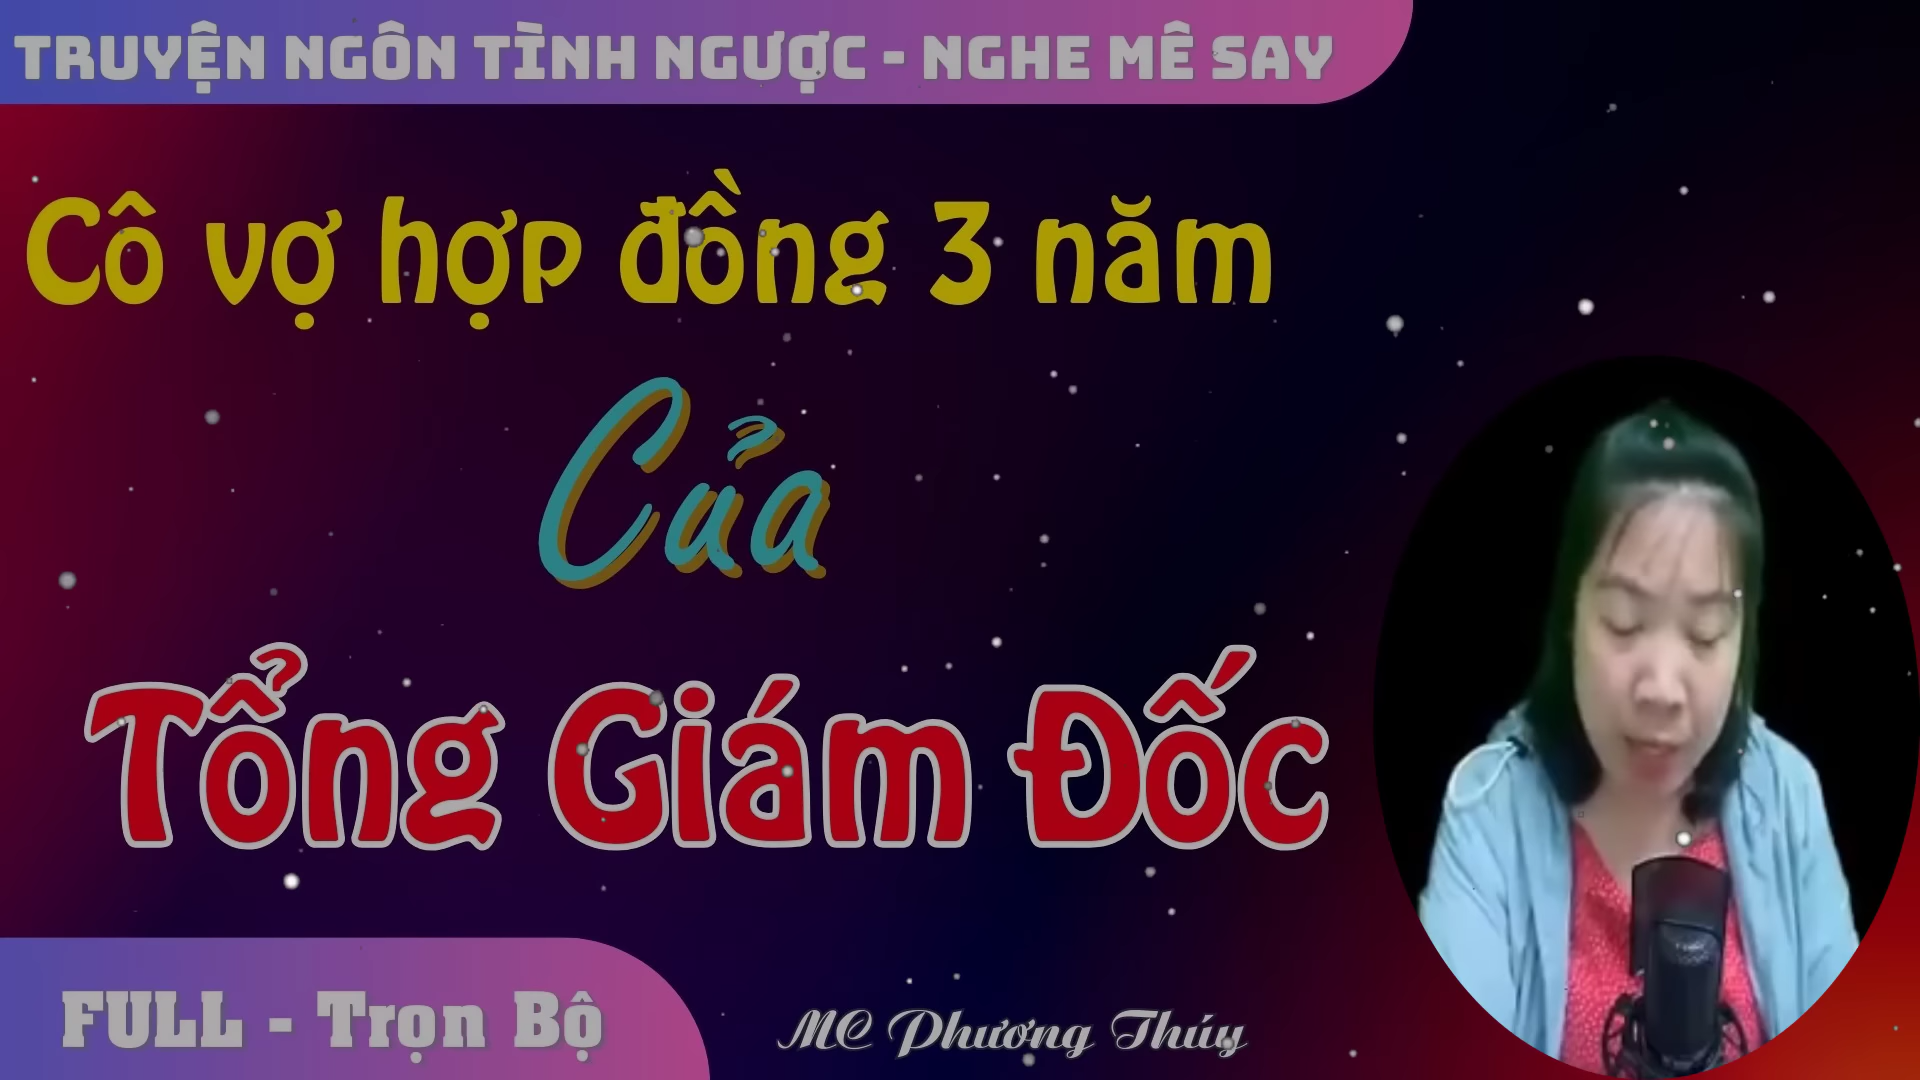 TRUYỆN NGÔN TÌNH NGƯỢC - NGHE MÊ SAY
Cô vợ hợp đồng 3 năm
Của
Tổng Giám Đốc
FULL - Trọn Bộ
MC Phương Thúy